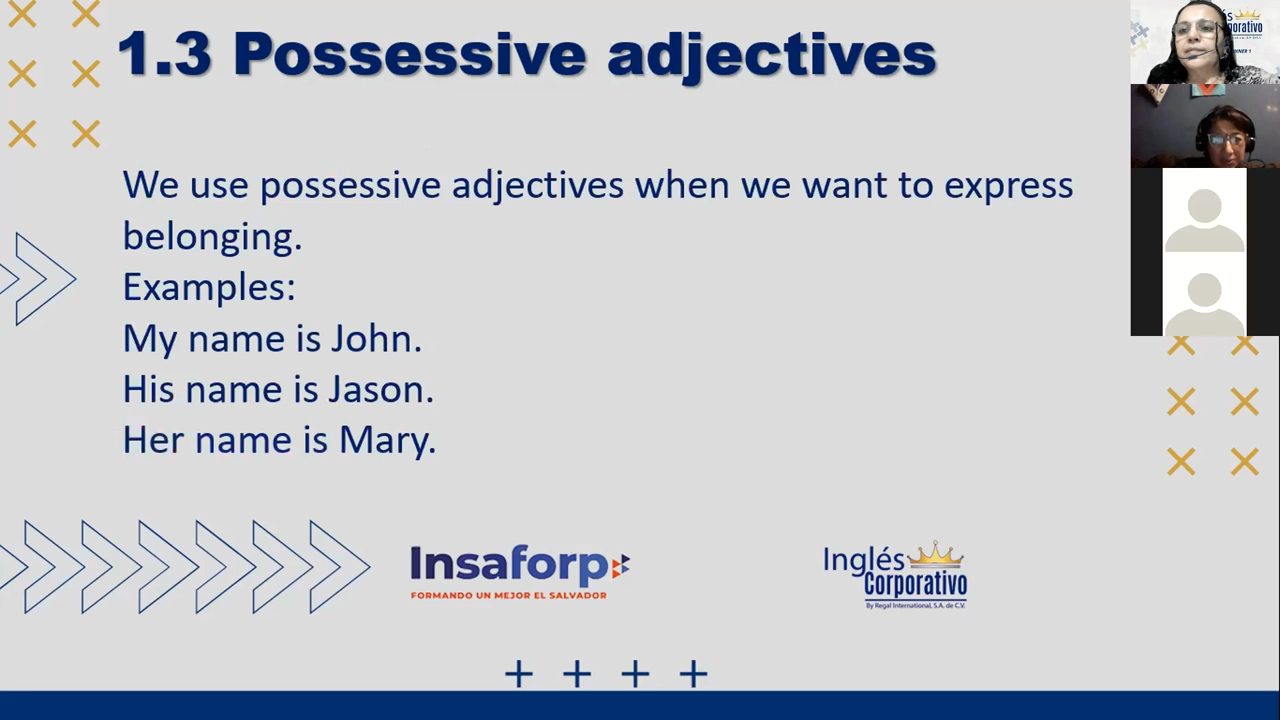 1.3 Possessive adjectives
We use possessive adjectives when we want to express
belonging.
Examples:
My name is John.
His name is Jason.
Her name is Mary.
Insaforp
FORMANDO UN MEJOR EL SALVADOR
Inglés
Corporativo
By Regal International, S.A. de C.V.